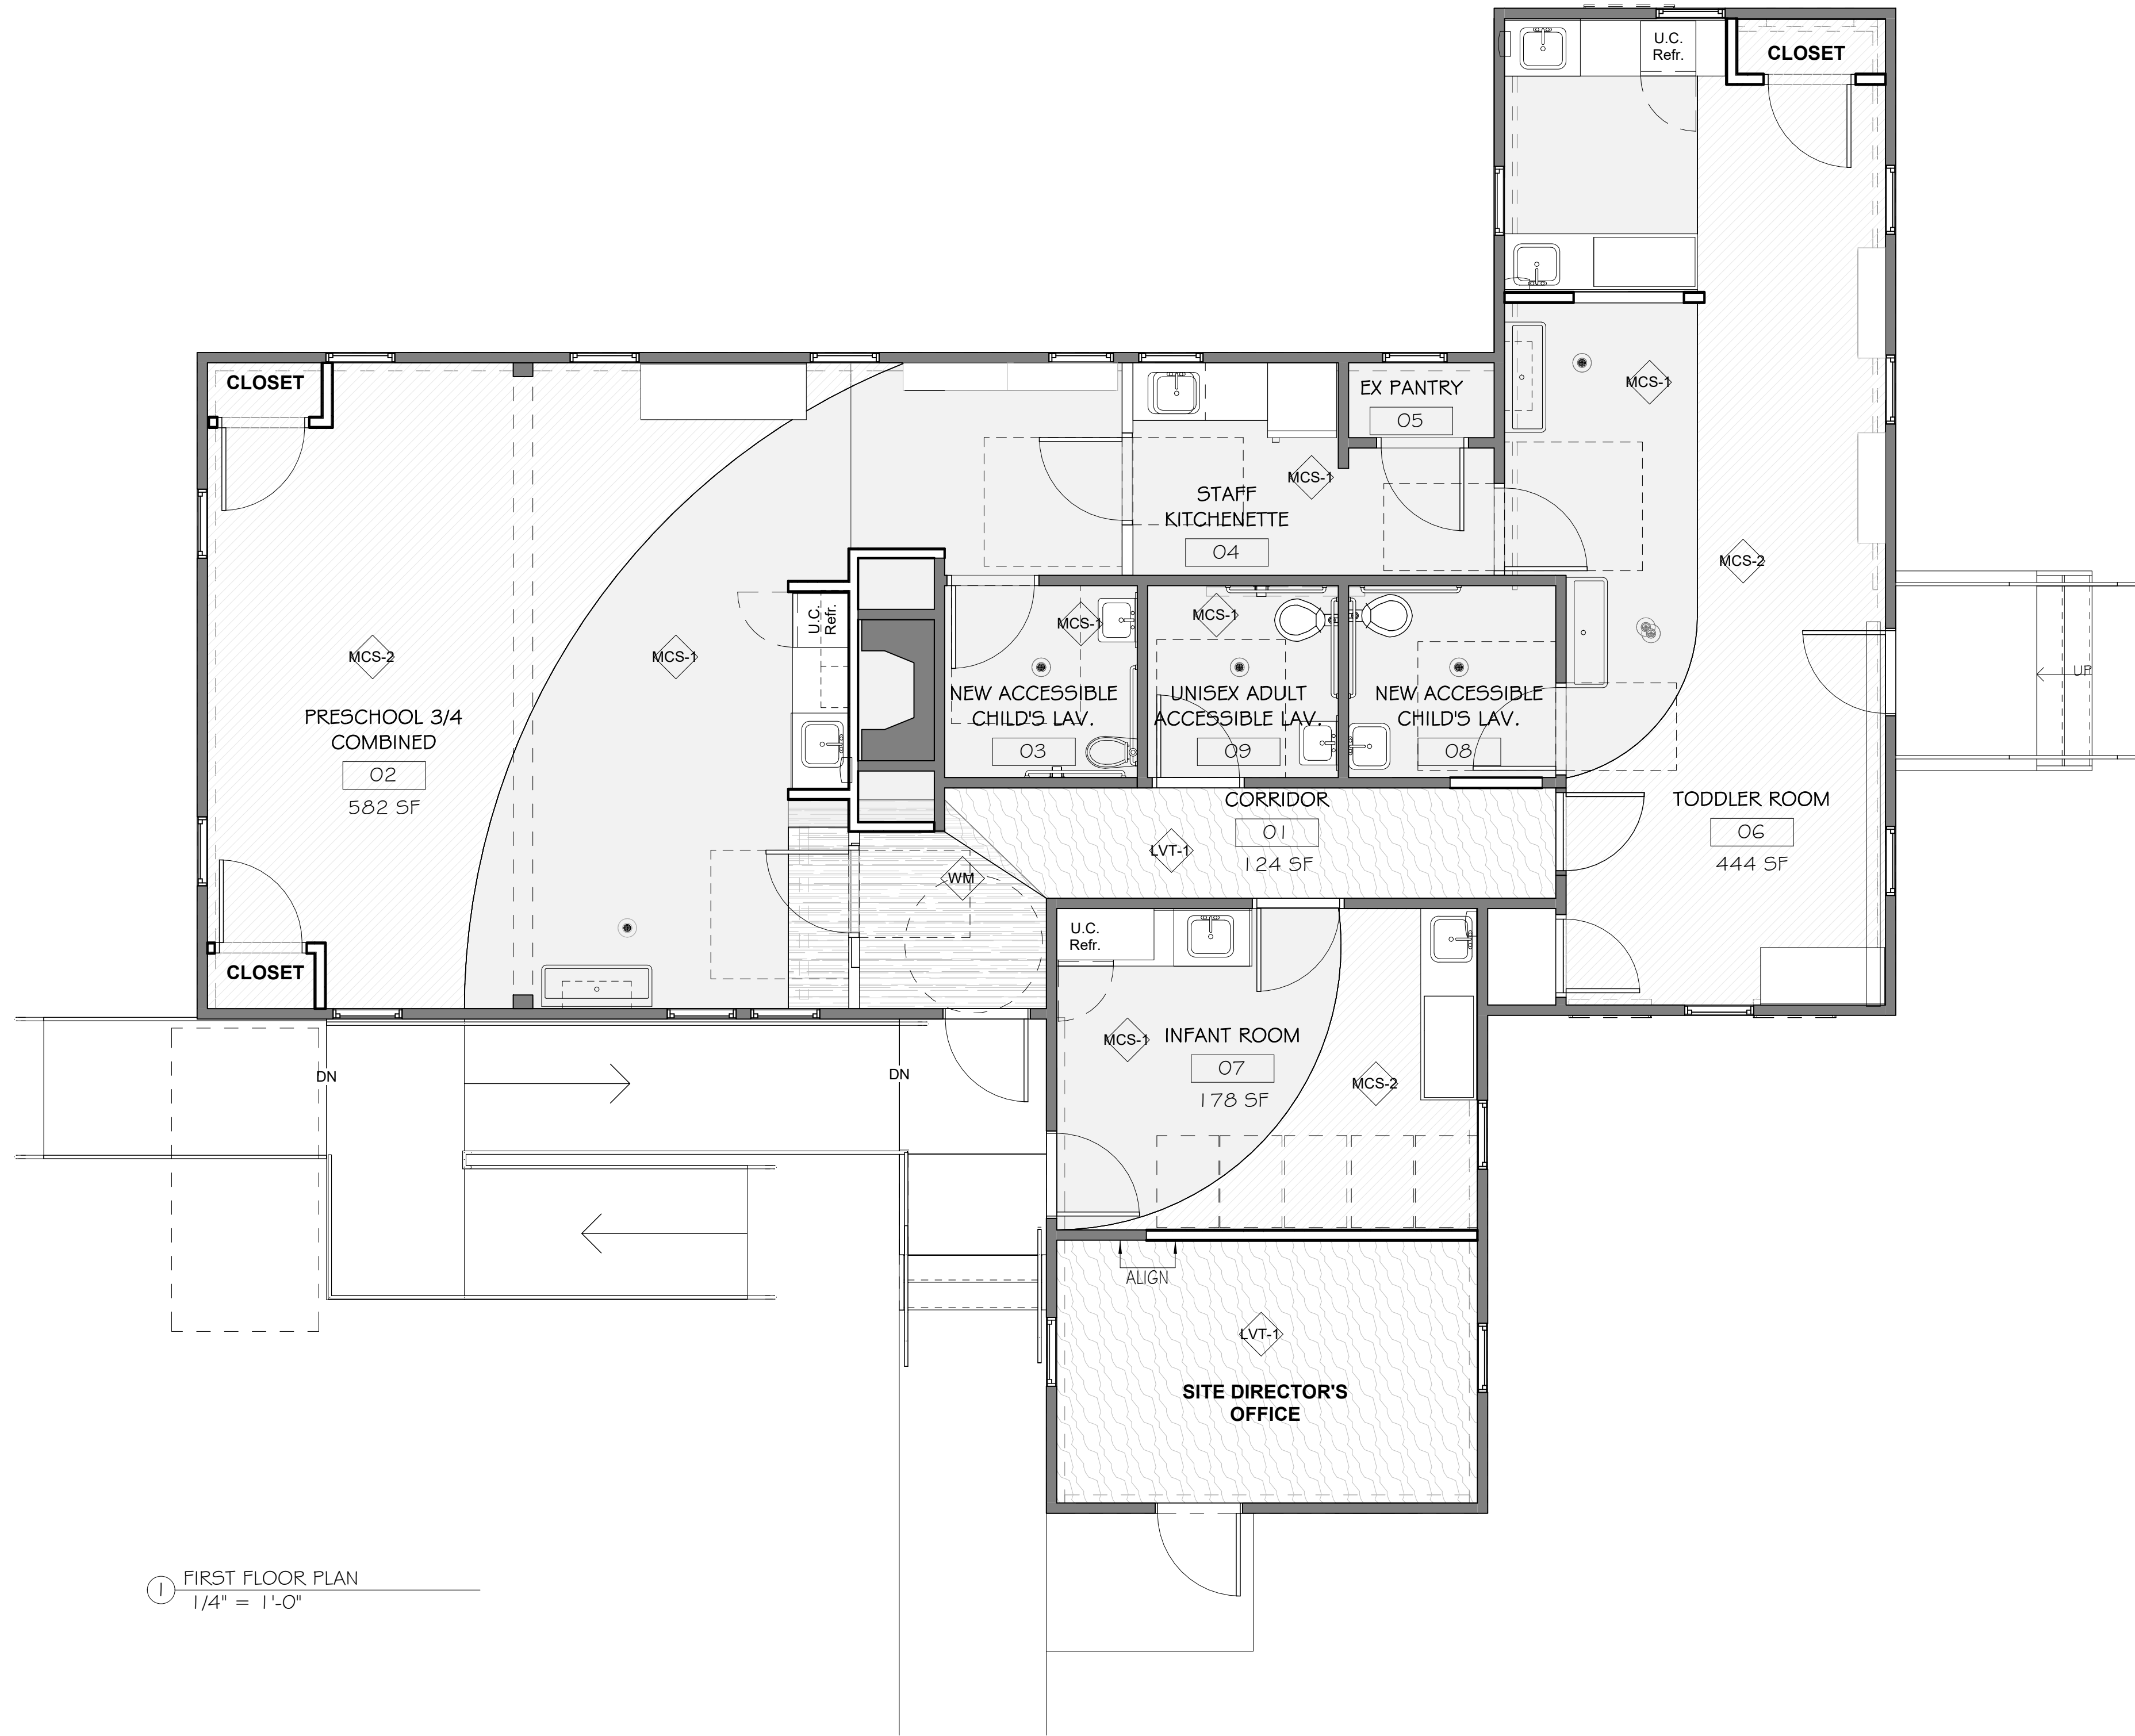 U.C.
Refr.
CLOSET
CLOSET
EX PANTRY
05
MCS-1
MCS-1
STAFF
KITCHENETTE
04
MCS-2
U.C.
Refr.
MCS-1
MCS-1
MCS-2
MCS-1
UP
NEW ACCESSIBLE
CHILD'S LAV.
03
UNISEX ADULT
ACCESSIBLE LAV.
09
NEW ACCESSIBLE
CHILD'S LAV.
08
PRESCHOOL 3/4
COMBINED
02
582 SF
CORRIDOR
01
124 SF
LVT-1
TODDLER ROOM
06
444 SF
WM
CLOSET
U.C.
Refr.
MCS-1
INFANT ROOM
07
178 SF
MCS-2
DN
DN
ALIGN
LVT-1
SITE DIRECTOR'S
OFFICE
1
FIRST FLOOR PLAN
1/4" = 1'-0"